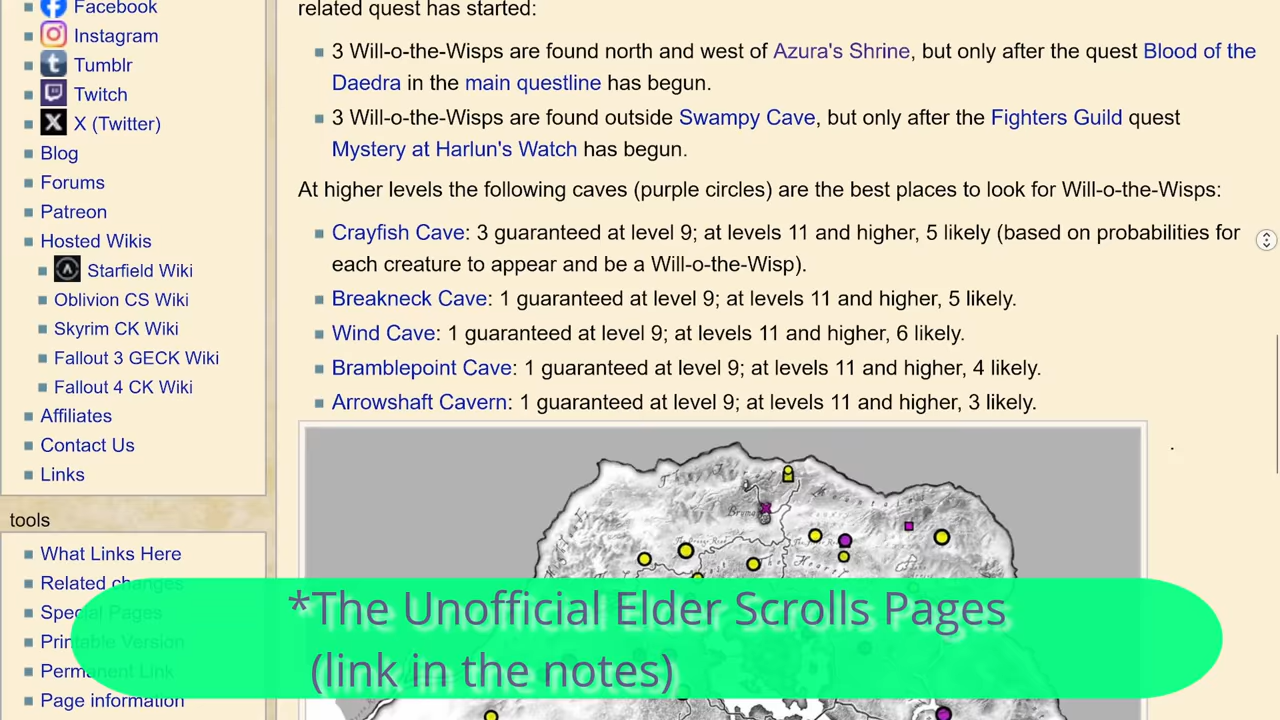 Facebook
Instagram
Tumblr
Twitch
X (Twitter)
Blog
Forums
Patreon
Hosted Wikis
Starfield Wiki
Oblivion CS Wiki
Skyrim CK Wiki
Fallout 3 GECK Wiki
Fallout 4 CK Wiki
Affiliates
Contact Us
Links
tools
What Links Here
Related changes
Special Pages
Printable Version
Permanent Link
Page information
related quest has started:
3 Will-o-the-Wisps are found north and west of Azura's Shrine, but only after the quest Blood of the
Daedra in the main questline has begun.
3 Will-o-the-Wisps are found outside Swampy Cave, but only after the Fighters Guild quest
Mystery at Harlun's Watch has begun.
At higher levels the following caves (purple circles) are the best places to look for Will-o-the-Wisps:
Crayfish Cave: 3 guaranteed at level 9; at levels 11 and higher, 5 likely (based on probabilities for
each creature to appear and be a Will-o-the-Wisp).
Breakneck Cave: 1 guaranteed at level 9; at levels 11 and higher, 5 likely.
Wind Cave: 1 guaranteed at level 9; at levels 11 and higher, 6 likely.
Bramblepoint Cave: 1 guaranteed at level 9; at levels 11 and higher, 4 likely.
Arrowshaft Cavern: 1 guaranteed at level 9; at levels 11 and higher, 3 likely.
Bruma
*The Unofficial Elder Scrolls Pages
(link in the notes)